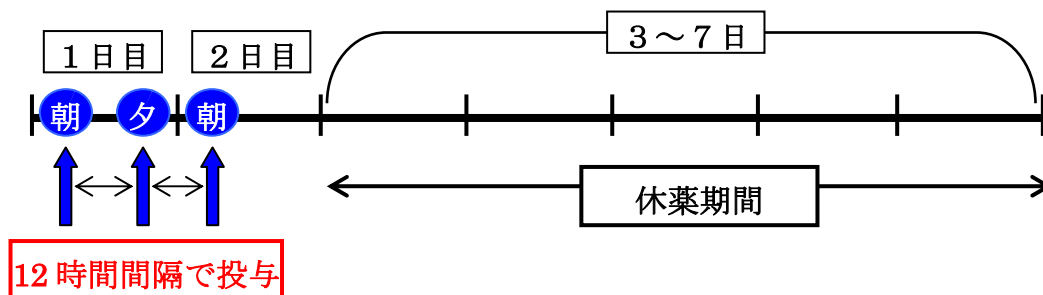 1日目
2日目
3~7日
朝
夕
朝
休薬期間
12時間間隔で投与